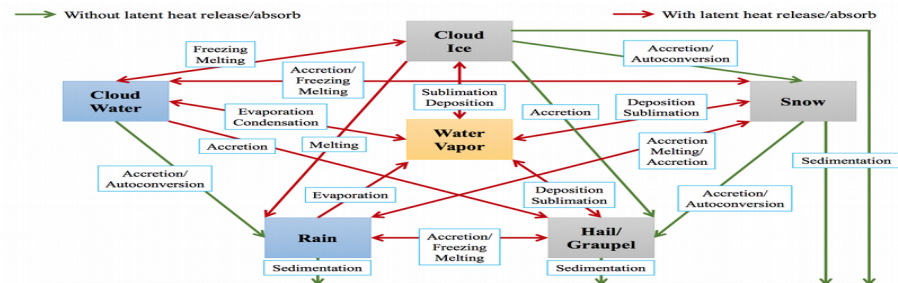 Without latent heat release/absorb
With latent heat release/absorb
Cloud
Ice
Freezing
Melting
Accretion/
Autoconversion
Accretion/
Freezing
Melting
Cloud
Water
Sublimation
Deposition
Snow
Evaporation
Condensation
Accretion
Deposition
Sublimation
Water
Vapor
Accretion
Melting
Accretion
Melting/
Accretion
Sedimentation
Accretion/
Autoconversion
Evaporation
Deposition
Sublimation
Accretion/
Autoconversion
Rain
Accretion/
Freezing
Melting
Hail/
Graupel
Sedimentation
Sedimentation